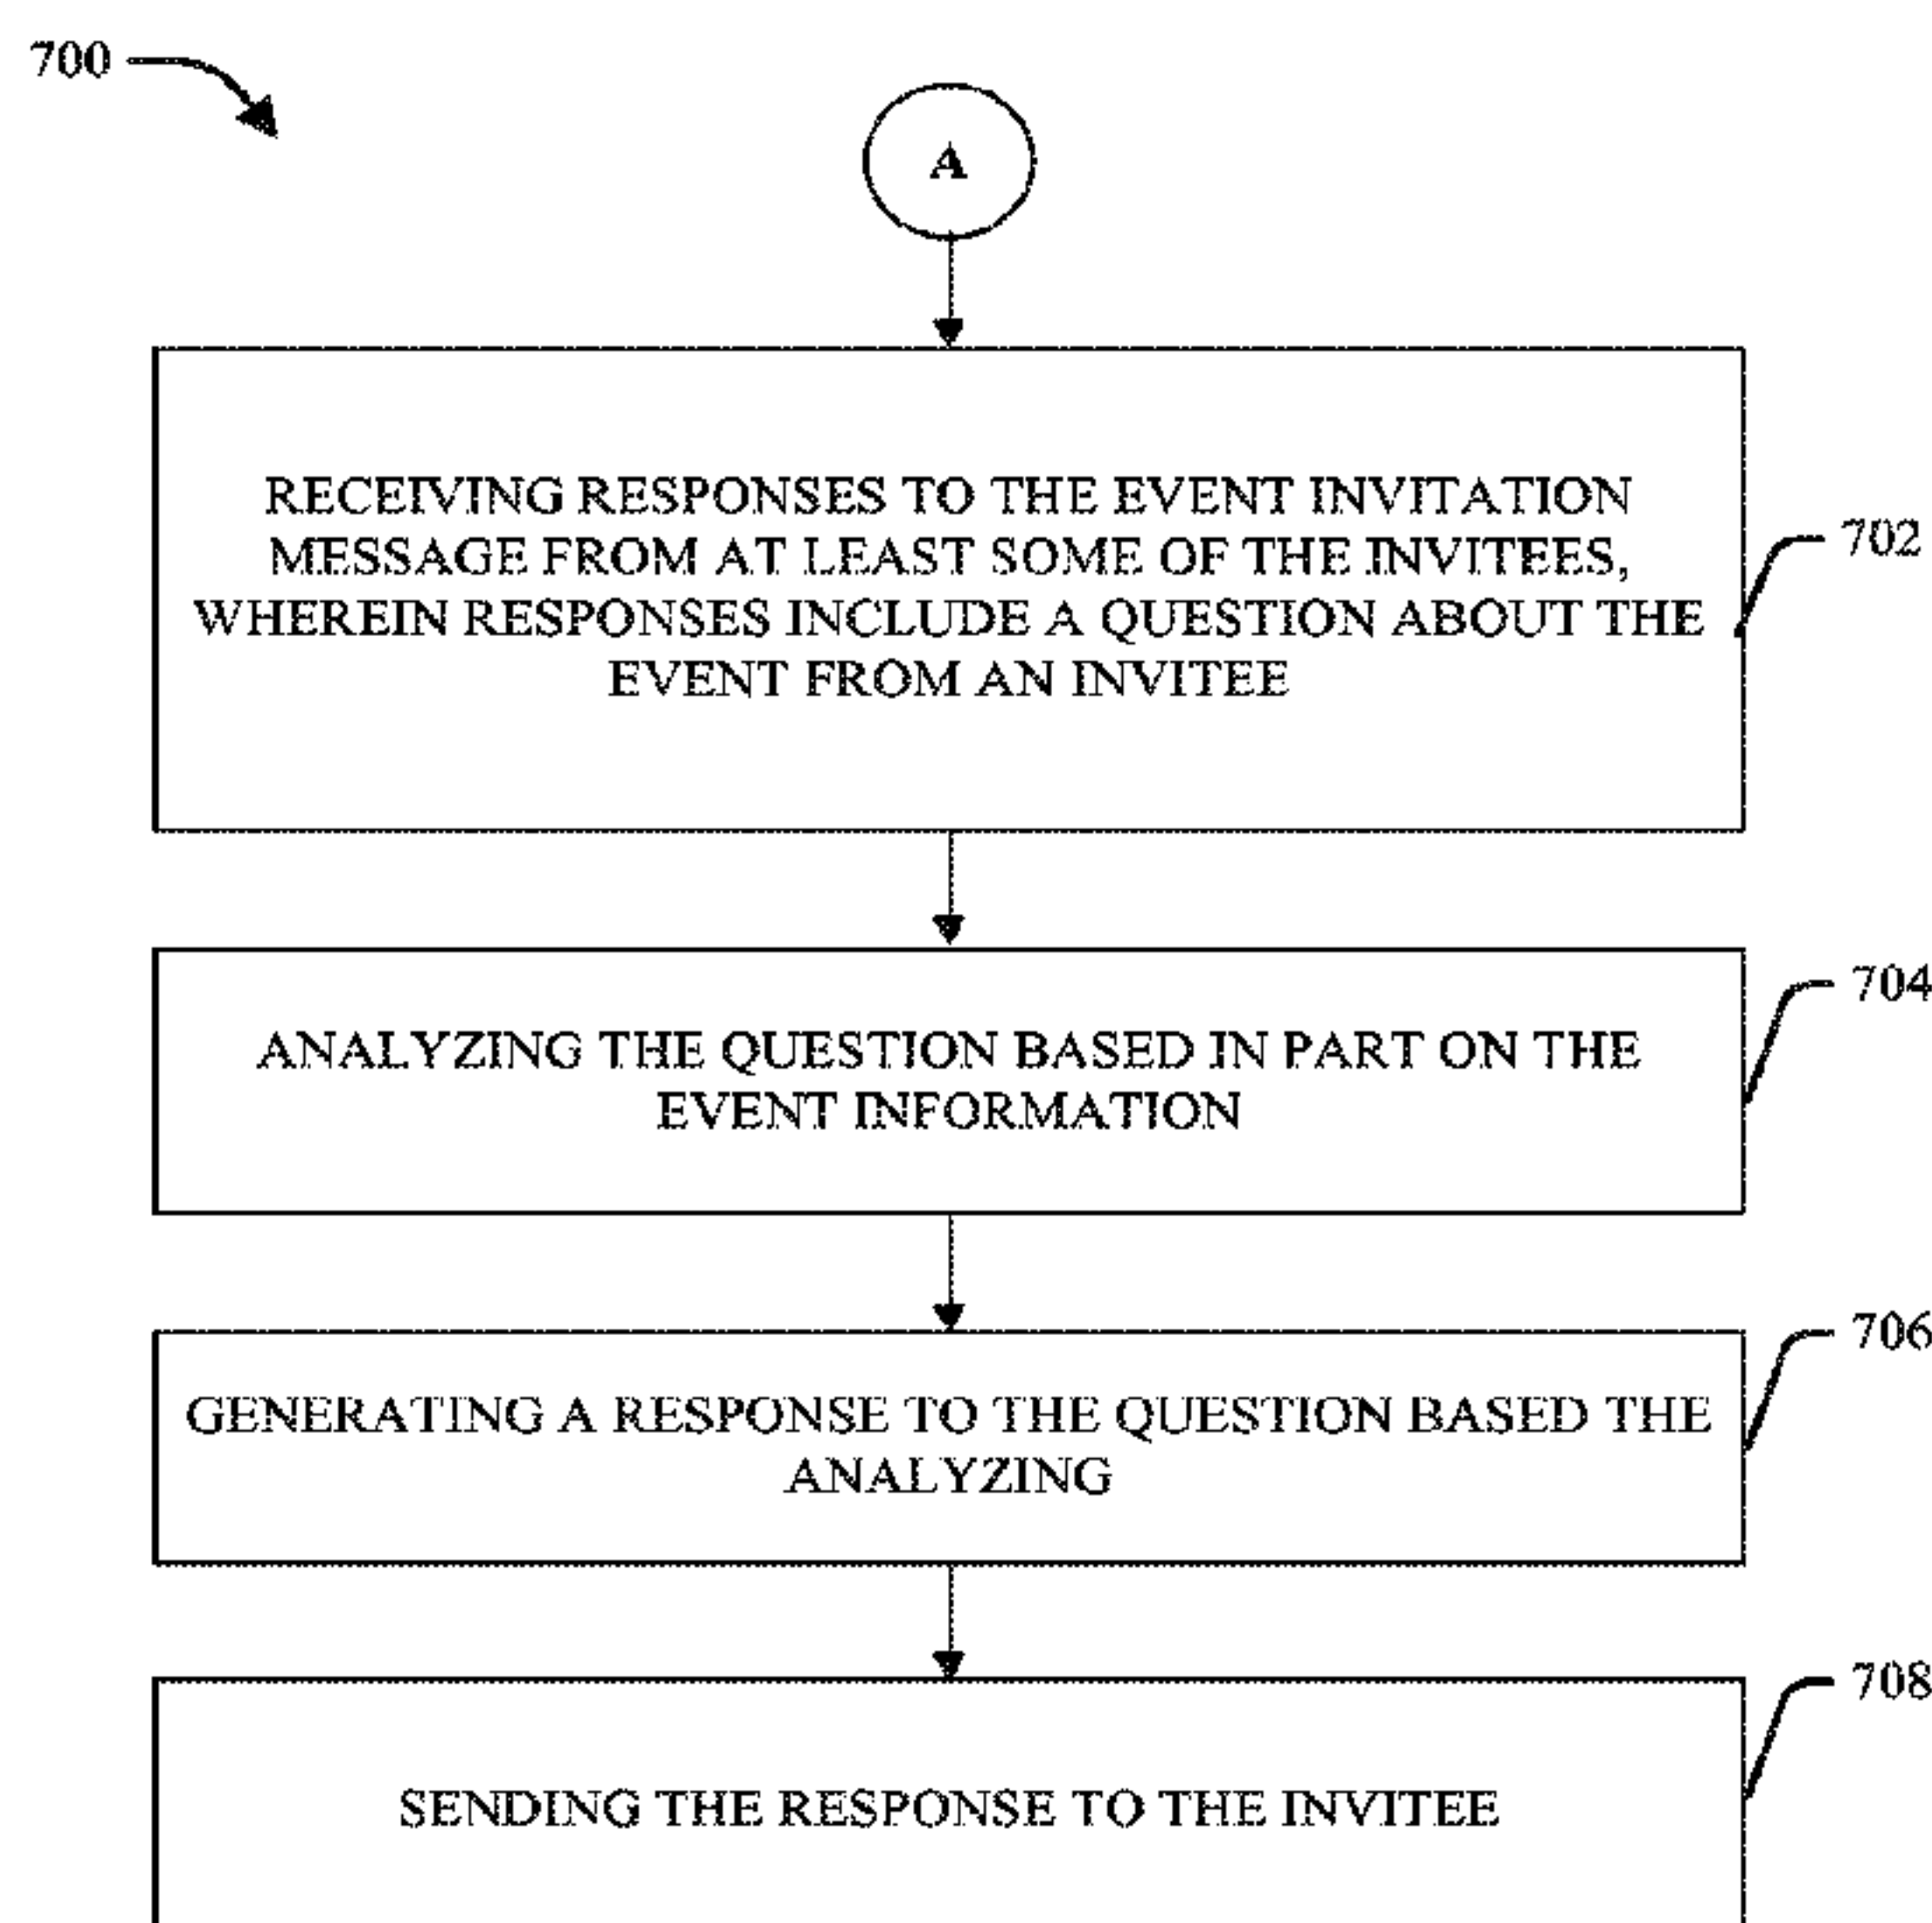 700
A
RECEIVING RESPONSES TO THE EVENT INVITATION
MESSAGE FROM AT LEAST SOME OF THE INVITEES,
WHEREIN RESPONSES INCLUDE A QUESTION ABOUT THE
EVENT FROM AN INVITEE
702
ANALYZING THE QUESTION BASED IN PART ON THE
EVENT INFORMATION
704
GENERATING A RESPONSE TO THE QUESTION BASED THE
ANALYZING
706
SENDING THE RESPONSE TO THE INVITEE
708